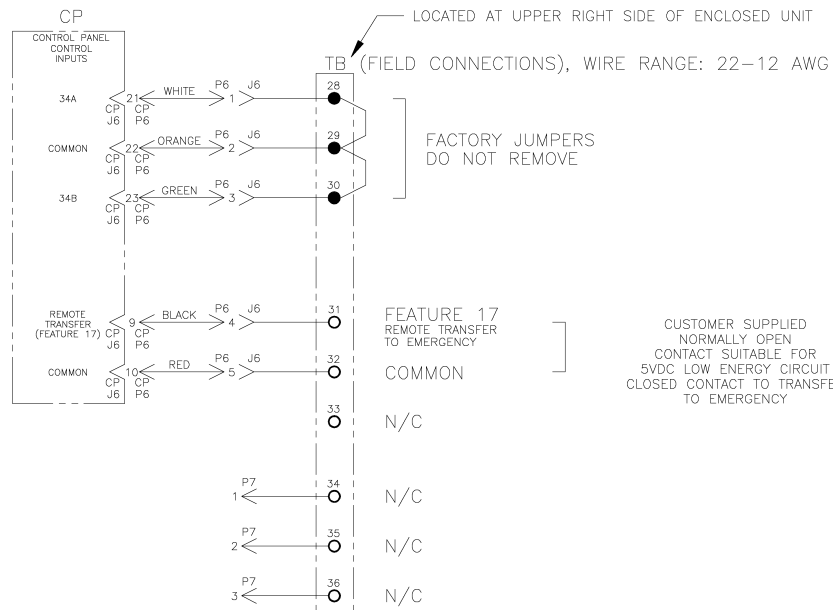 CP
LOCATED AT UPPER RIGHT SIDE OF ENCLOSED UNIT
CONTROL PANEL
CONTROL
INPUTS
TB (FIELD CONNECTIONS), WIRE RANGE: 22-12 AWG
34A 21 WHITE P6 1 J6 28
CP CP
J6 P6
COMMON 22 ORANGE P6 2 J6 29
CP CP
J6 P6
FACTORY JUMPERS
DO NOT REMOVE
34B 23 GREEN P6 3 J6 30
CP CP
J6 P6
REMOTE
TRANSFER
(FEATURE 17)
9 BLACK P6 4 J6 31
CP CP
J6 P6
FEATURE 17
REMOTE TRANSFER
TO EMERGENCY
COMMON 10 RED P6 5 J6 32
CP CP
J6 P6
COMMON
CUSTOMER SUPPLIED
NORMALLY OPEN
CONTACT SUITABLE FOR
5VDC LOW ENERGY CIRCUIT
CLOSED CONTACT TO TRANSFE
TO EMERGENCY
33 N/C
P7 1 34 N/C
P7 2 35 N/C
P7 3 36 N/C